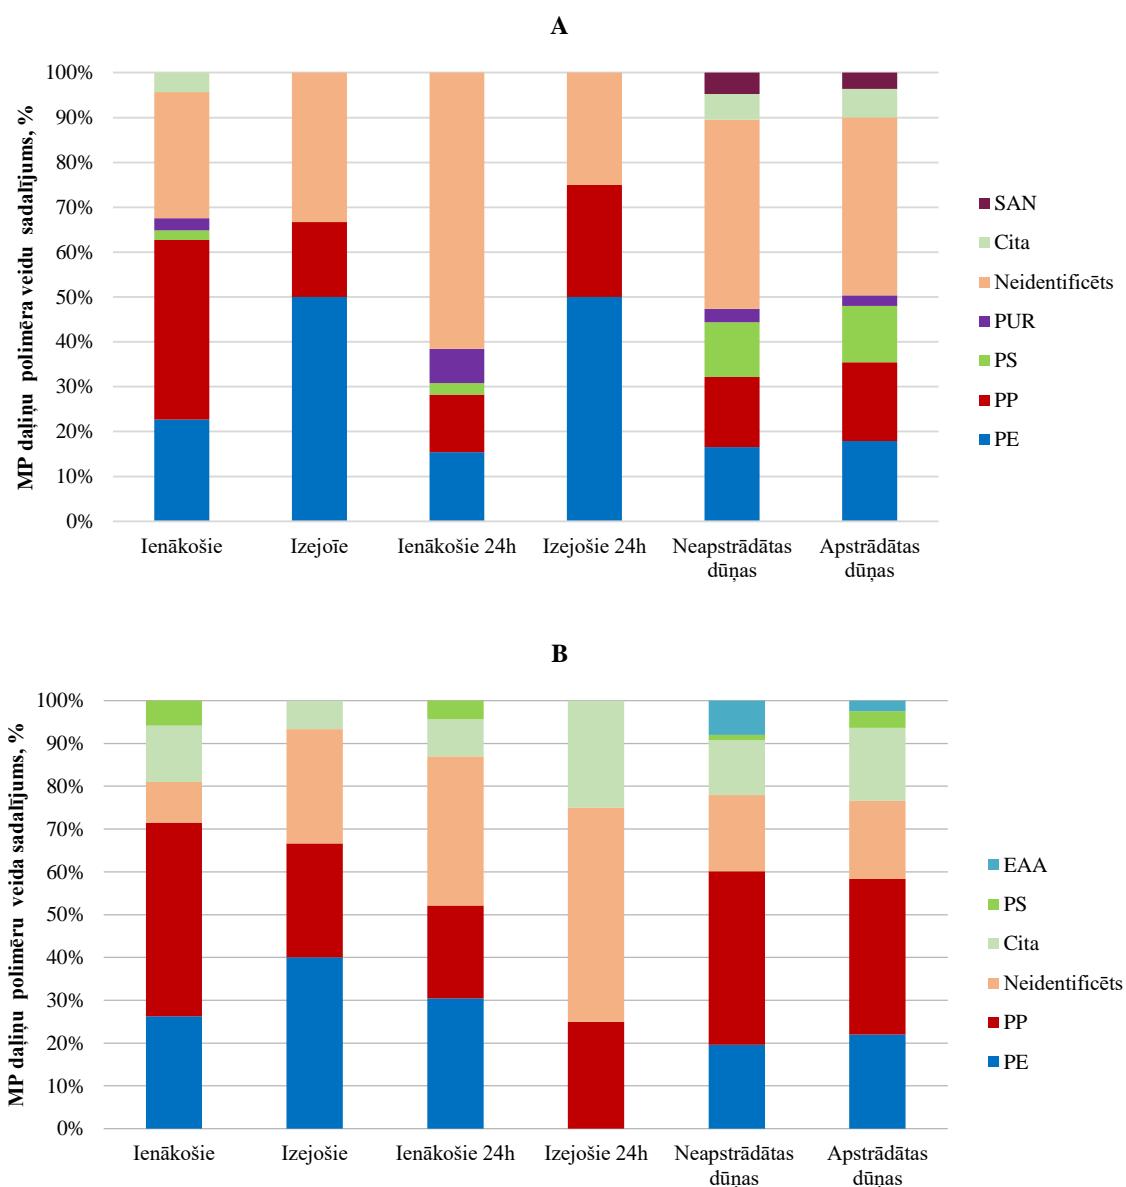 A
MP daļiņu polimēra veidu sadalījums, %
100%
90%
80%
70%
60%
50%
40%
30%
20%
10%
0%
Ienākošie
Izejoīe
Ienākošie 24h
Izejošie 24h
Neapstrādātas
dūņas
Apstrādātas
dūņas
SAN
Cita
Neidentificēts
PUR
PS
PP
PE
B
MP daļiņu polimēru veida sadalījums, %
100%
90%
80%
70%
60%
50%
40%
30%
20%
10%
0%
Ienākošie
Izejošie
Ienākošie 24h
Izejošie 24h
Neapstrādātas
dūņas
Apstrādātas
dūņas
EAA
PS
Cita
Neidentificēts
PP
PE